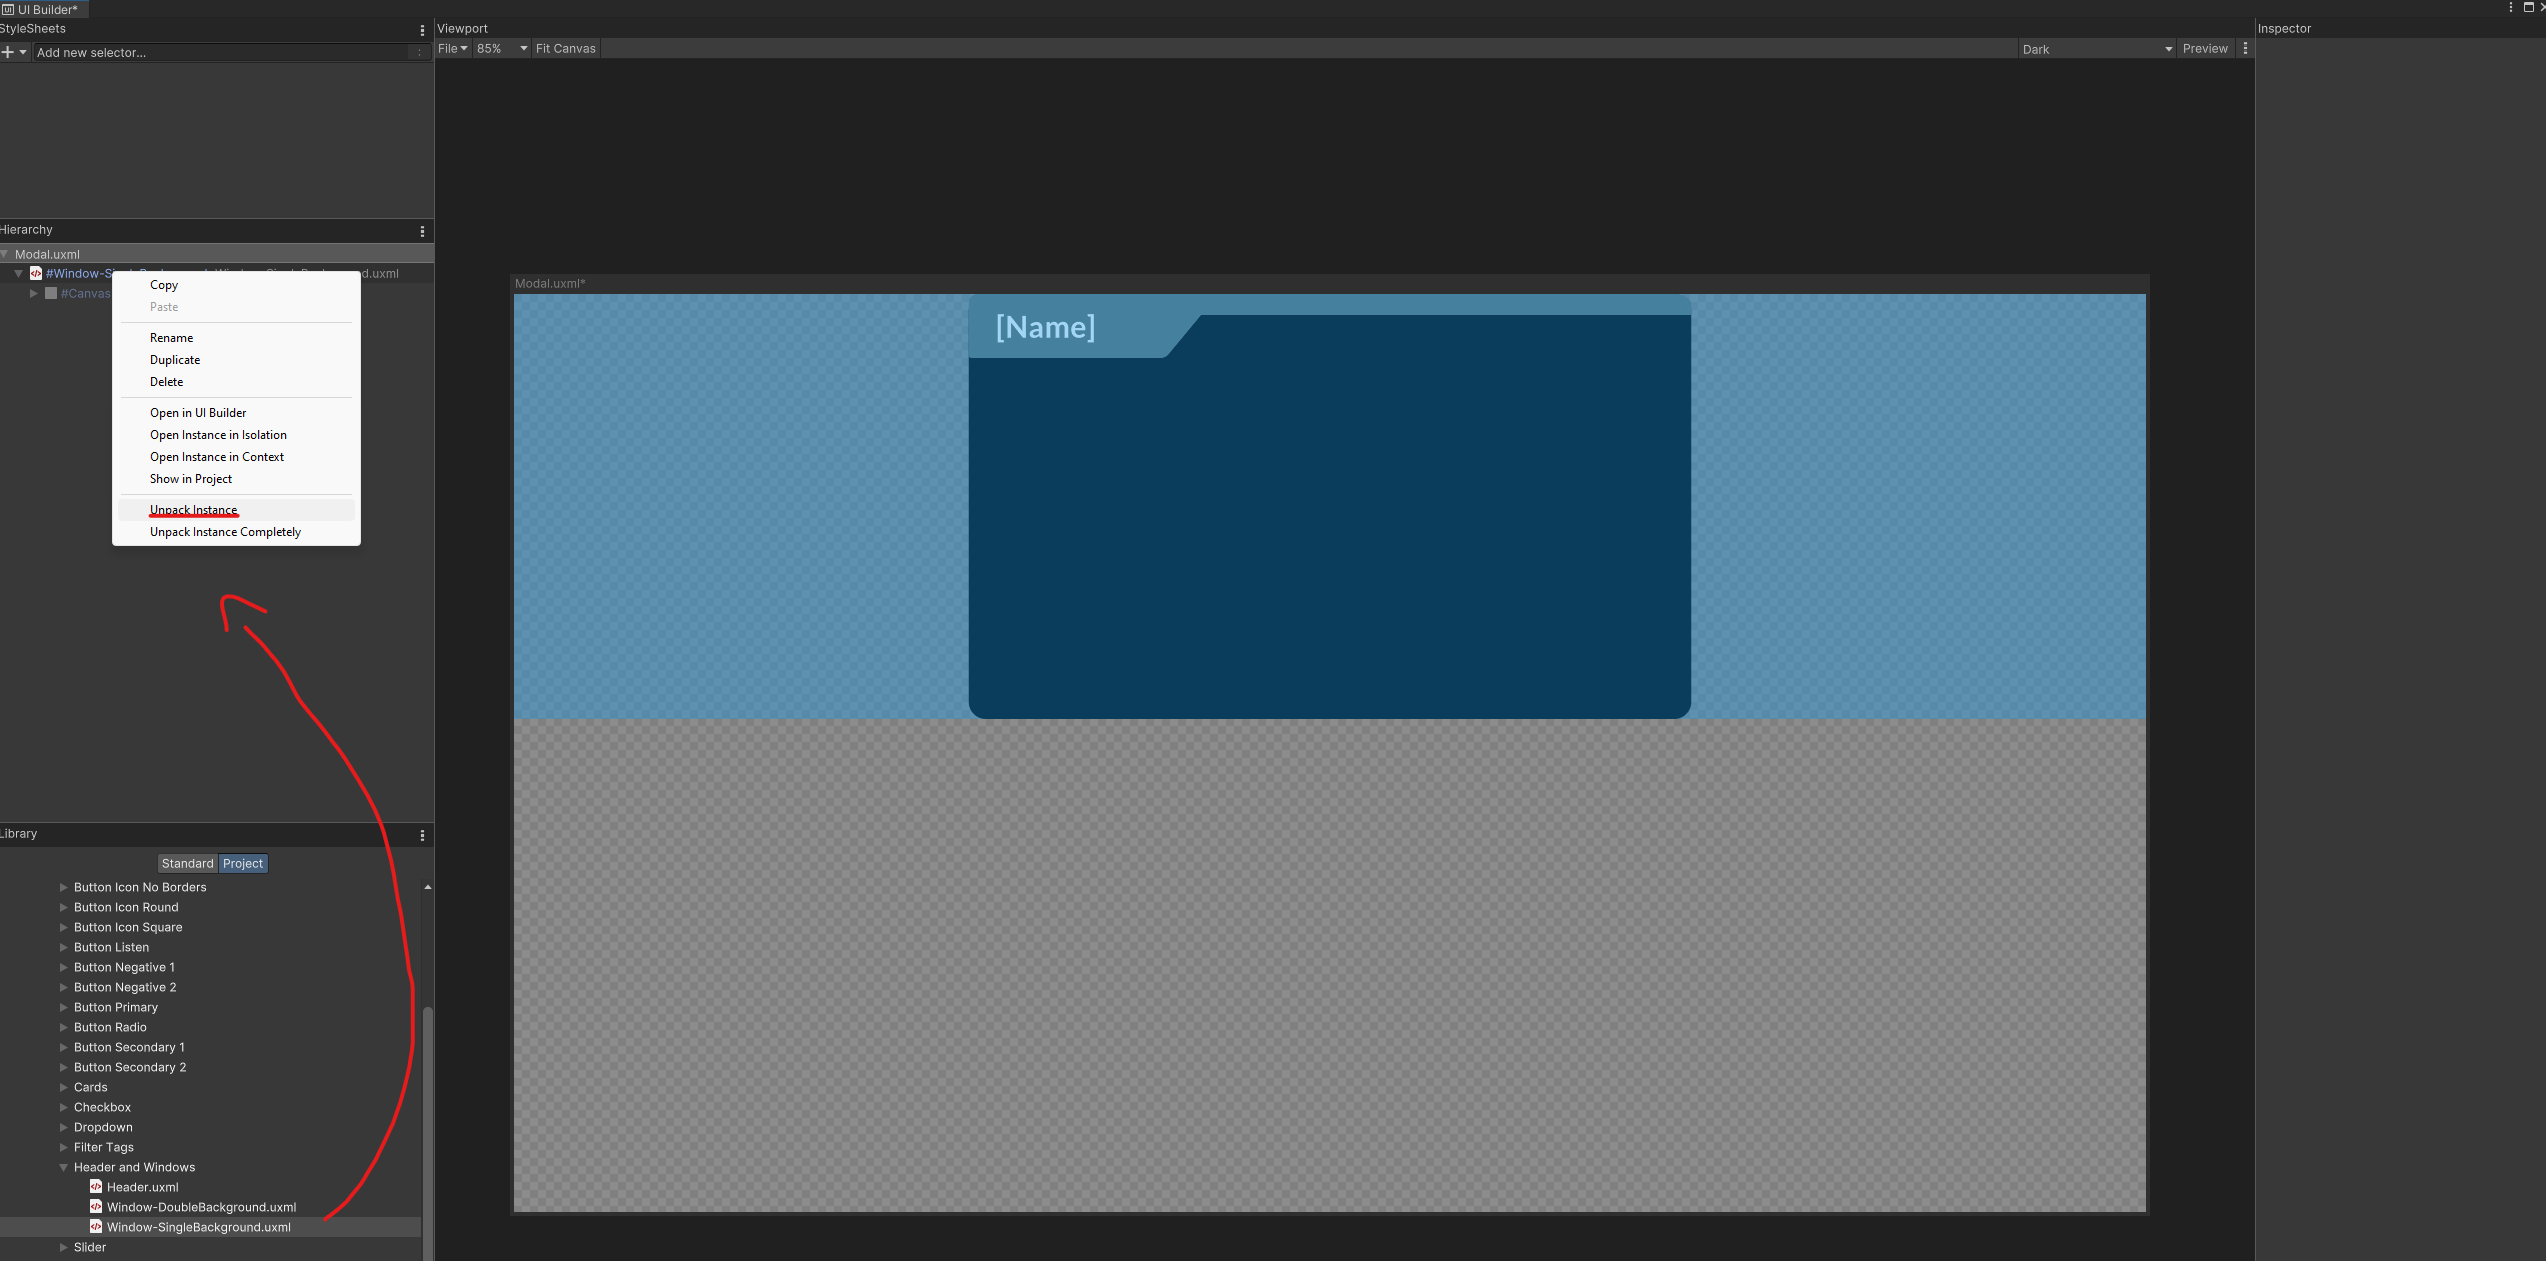 UI Builder*
StyleSheets
Add new selector...
Hierarchy
Modal.uxml
#Window-S
d.uxml
#Canvas
Copy
Paste
Rename
Duplicate
Delete
Open in UI Builder
Open Instance in Isolation
Open Instance in Context
Show in Project
Unpack Instance
Unpack Instance Completely
Library
Standard Project
Button Icon No Borders
Button Icon Round
Button Icon Square
Button Listen
Button Negative 1
Button Negative 2
Button Primary
Button Radio
Button Secondary 1
Button Secondary 2
Cards
Checkbox
Dropdown
Filter Tags
Header and Windows
Header.uxml
Window-DoubleBackground.uxml
Window-SingleBackground.uxml
Slider
Viewport
File 85% Fit Canvas
Dark Preview
Modal.uxml*
[Name]
Inspector